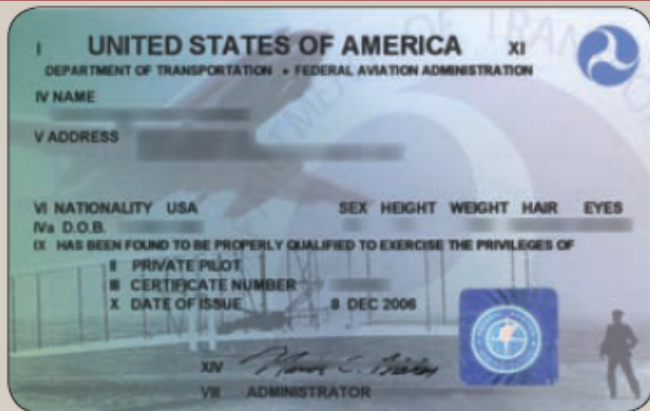 I UNITED STATES OF AMERICA XI
DEPARTMENT OF TRANSPORTATION • FEDERAL AVIATION ADMINISTRATION
IV NAME
V ADDRESS
VI NATIONALITY USA SEX HEIGHT WEIGHT HAIR EYES
IVa D.O.B.
IX HAS BEEN FOUND TO BE PROPERLY QUALIFIED TO EXERCISE THE PRIVILEGES OF
II PRIVATE PILOT
III CERTIFICATE NUMBER
X DATE OF ISSUE 8 DEC 2006
XIV
VIII ADMINISTRATOR